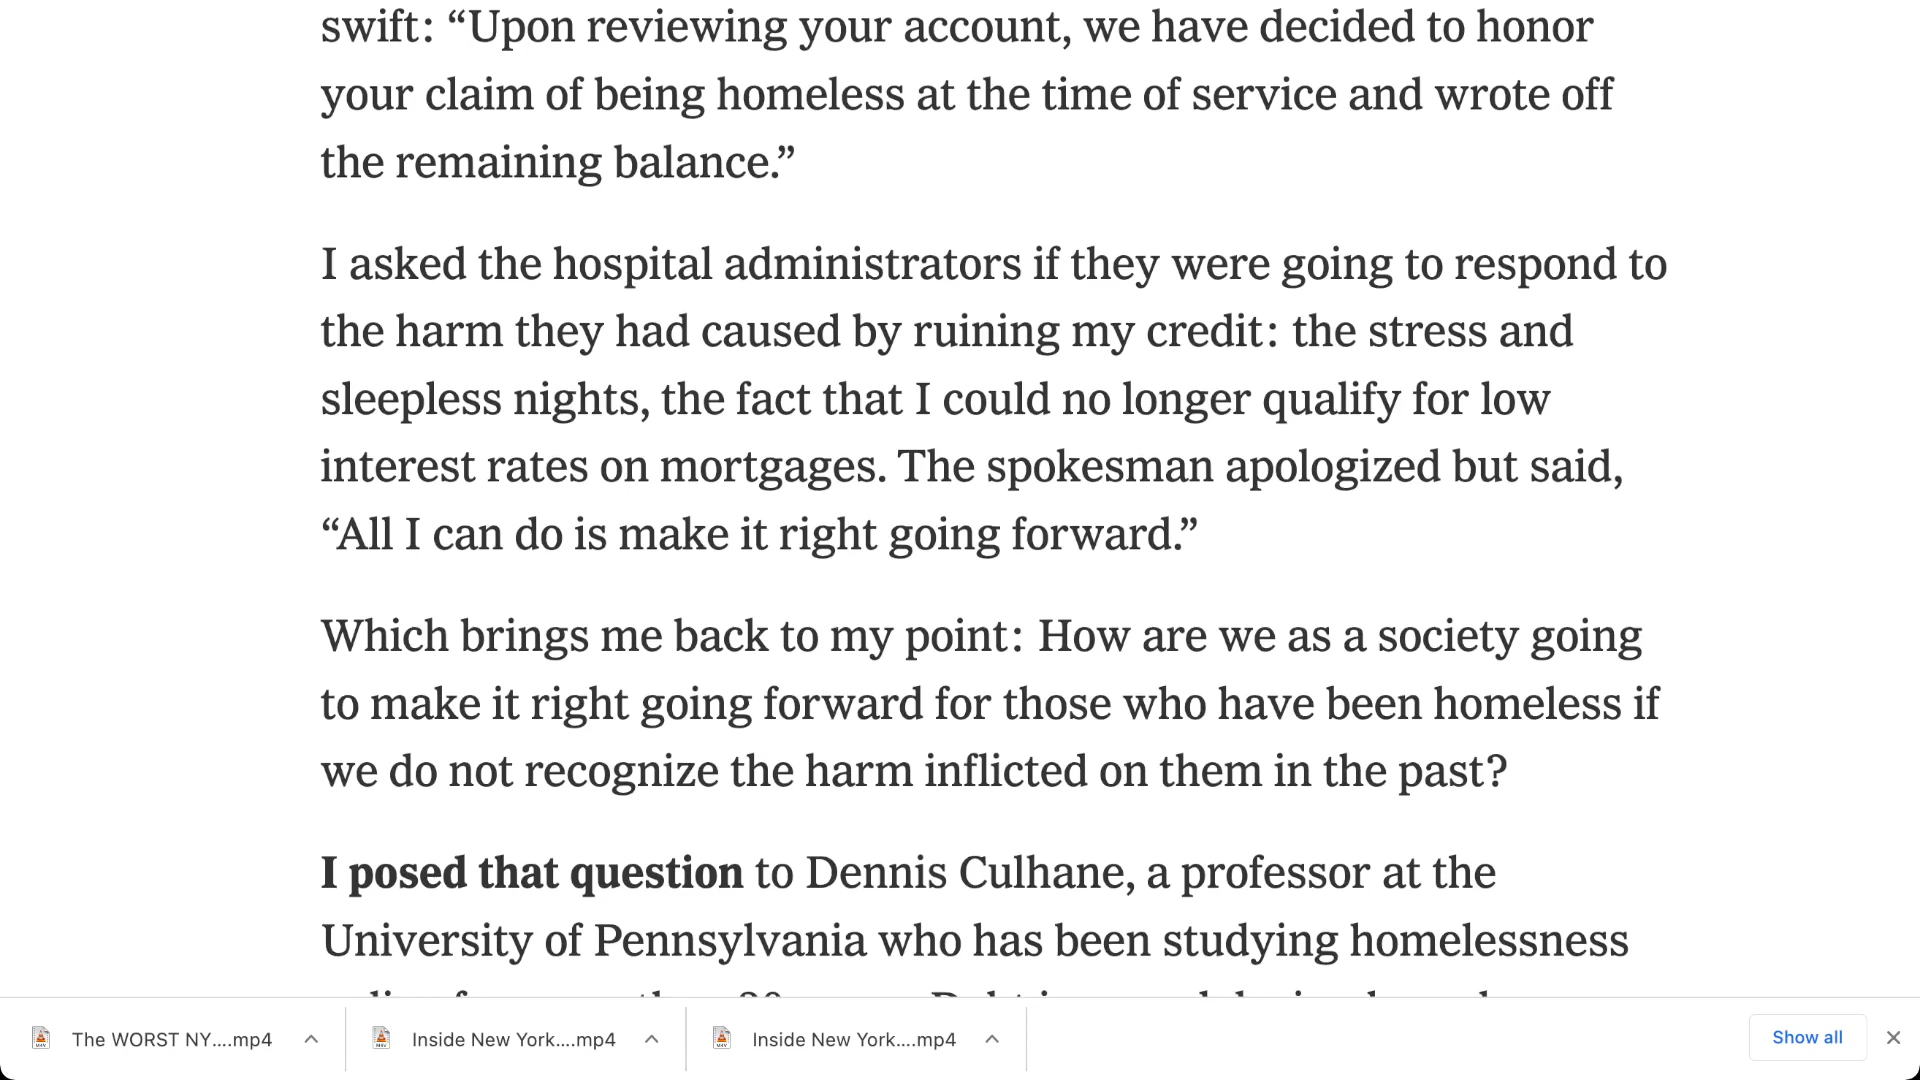 swift: “Upon reviewing your account, we have decided to honor
your claim of being homeless at the time of service and wrote off
the remaining balance.”
I asked the hospital administrators if they were going to respond to
the harm they had caused by ruining my credit: the stress and
sleepless nights, the fact that I could no longer qualify for low
interest rates on mortgages. The spokesman apologized but said,
“All I can do is make it right going forward.”
Which brings me back to my point: How are we as a society going
to make it right going forward for those who have been homeless if
we do not recognize the harm inflicted on them in the past?
I posed that question to Dennis Culhane, a professor at the
University of Pennsylvania who has been studying homelessness
The WORST NY....mp4
Inside New York....mp4
Inside New York....mp4
Show all